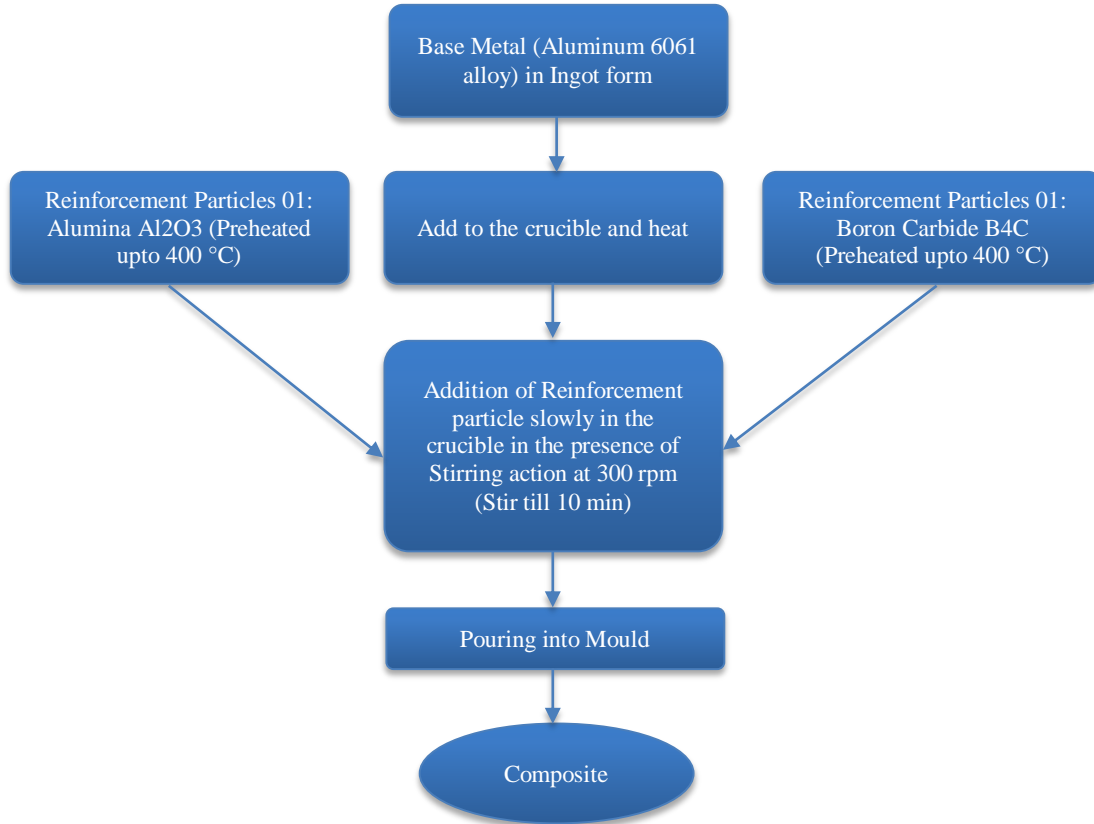 Base Metal (Aluminum 6061
alloy) in Ingot form
Reinforcement Particles 01:
Alumina Al2O3 (Preheated
upto 400 °C)
Add to the crucible and heat
Reinforcement Particles 01:
Boron Carbide B4C
(Preheated upto 400 °C)
Addition of Reinforcement
particle slowly in the
crucible in the presence of
Stirring action at 300 rpm
(Stir till 10 min)
Pouring into Mould
Composite